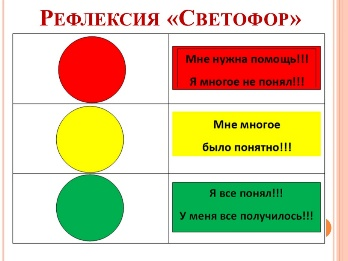 РЕФЛЕКСИЯ «СВЕТОФОР»
Мне нужна помощь!!!
Я многое не понял!!!
Мне многое
было понятно!!!
Я все понял!!!
У меня все получилось!!!